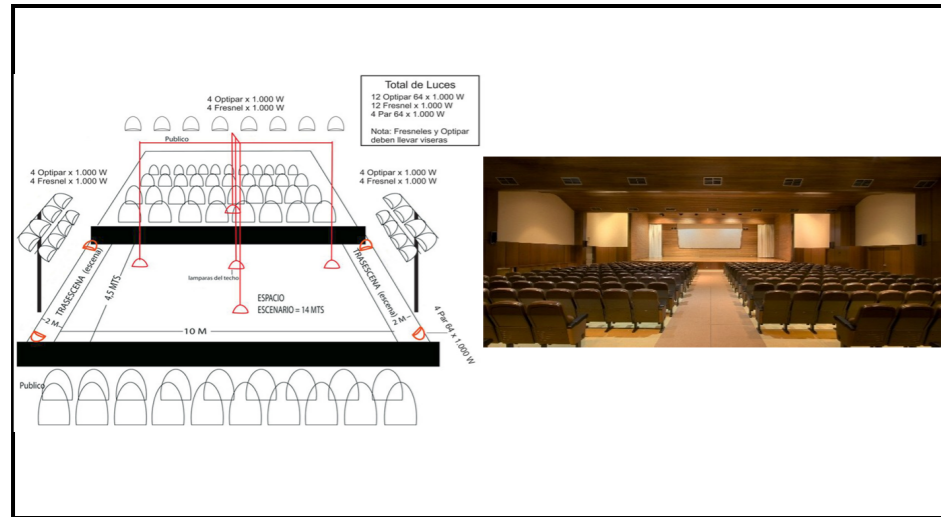 4 Optipar x 1.000 W
4 Fresnel x 1.000 W
Total de Luces
12 Optipar 64 x 1.000 W
12 Fresnel x 1.000 W
4 Par 64 x 1.000 W
Nota: Fresneles y Optipar
deben llevar viseras
Publico
4 Optipar x 1.000 W
4 Fresnel x 1.000 W
4 Optipar x 1.000 W
4 Fresnel x 1.000 W
TRASESCENA (escena)
4,5 MTS
lamparas del techo
TRASESCENA (escena)
ESPACIO
ESCENARIO = 14 MTS
2 M
10 M
2 M
4 Par 64 x 1.000 W
Publico